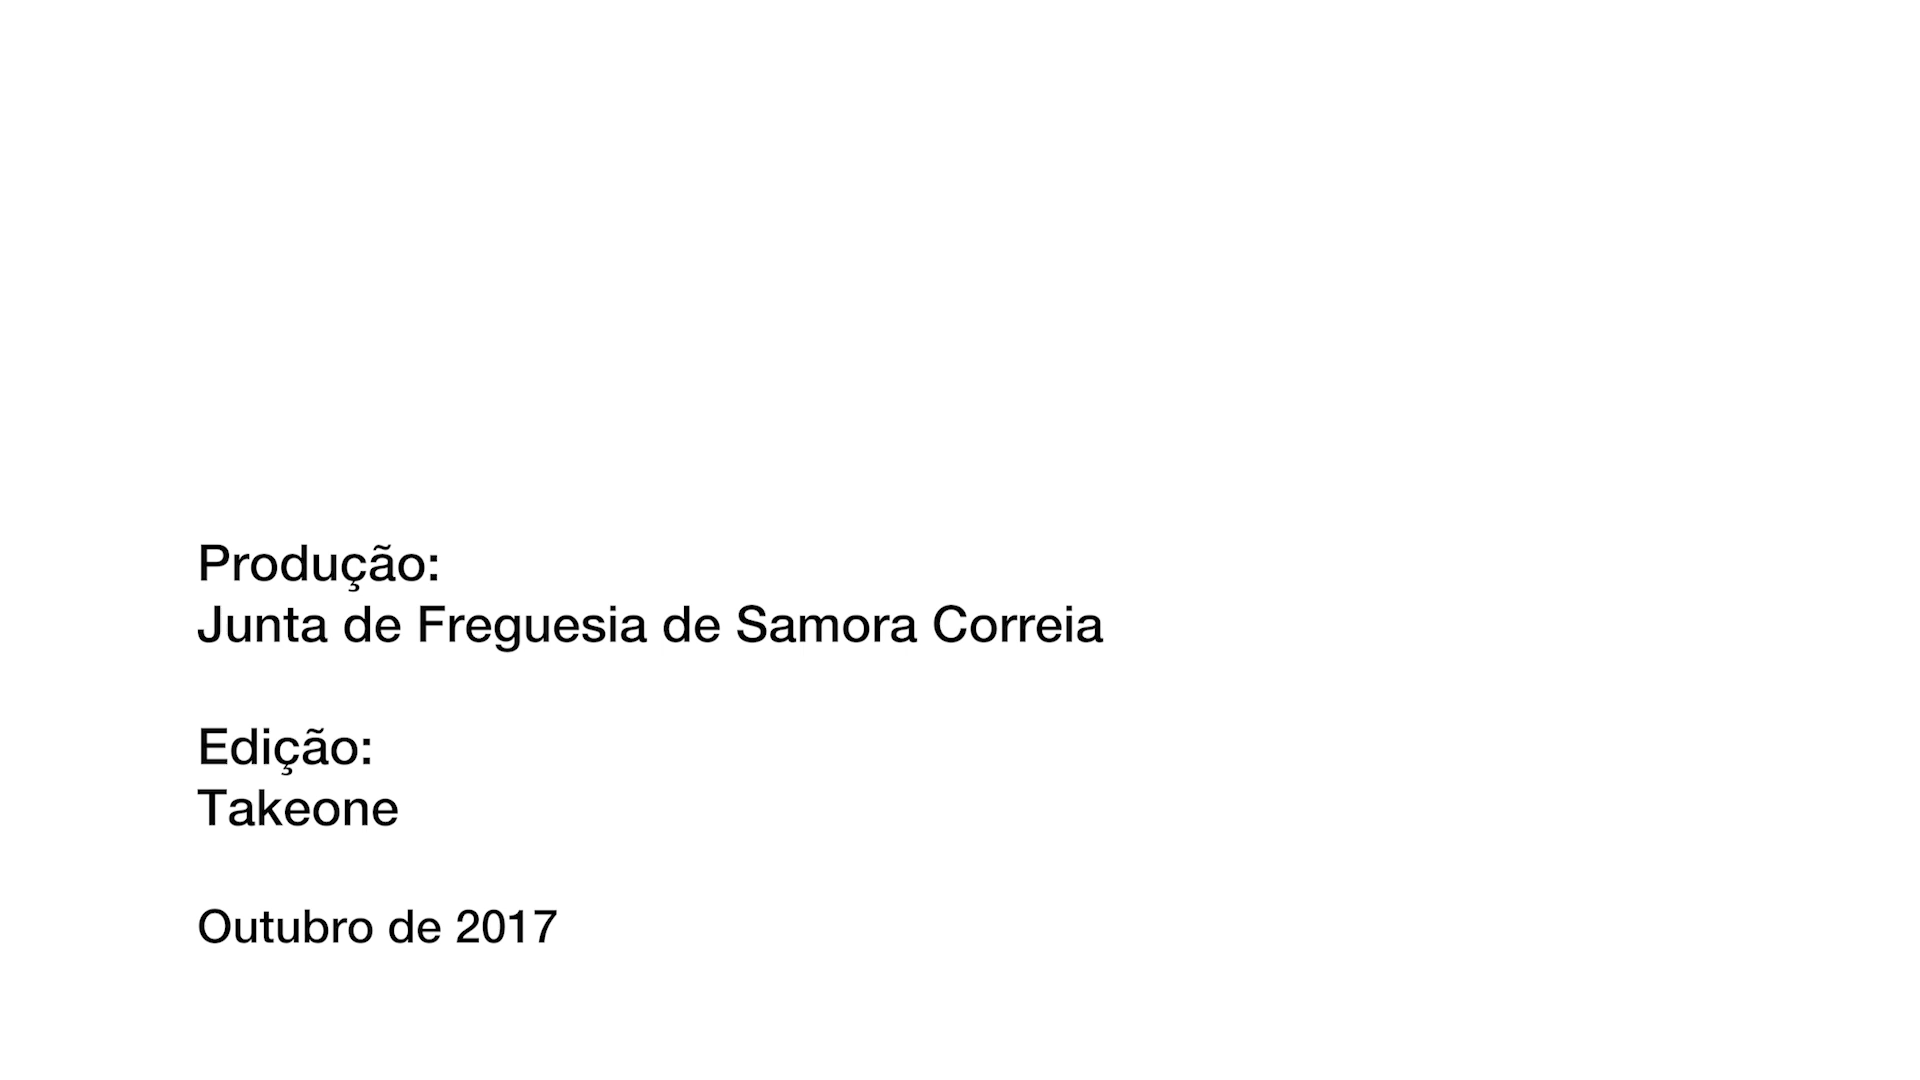 Produção:
Junta de Freguesia de Samora Correia
Edição:
Takeone
Outubro de 2017